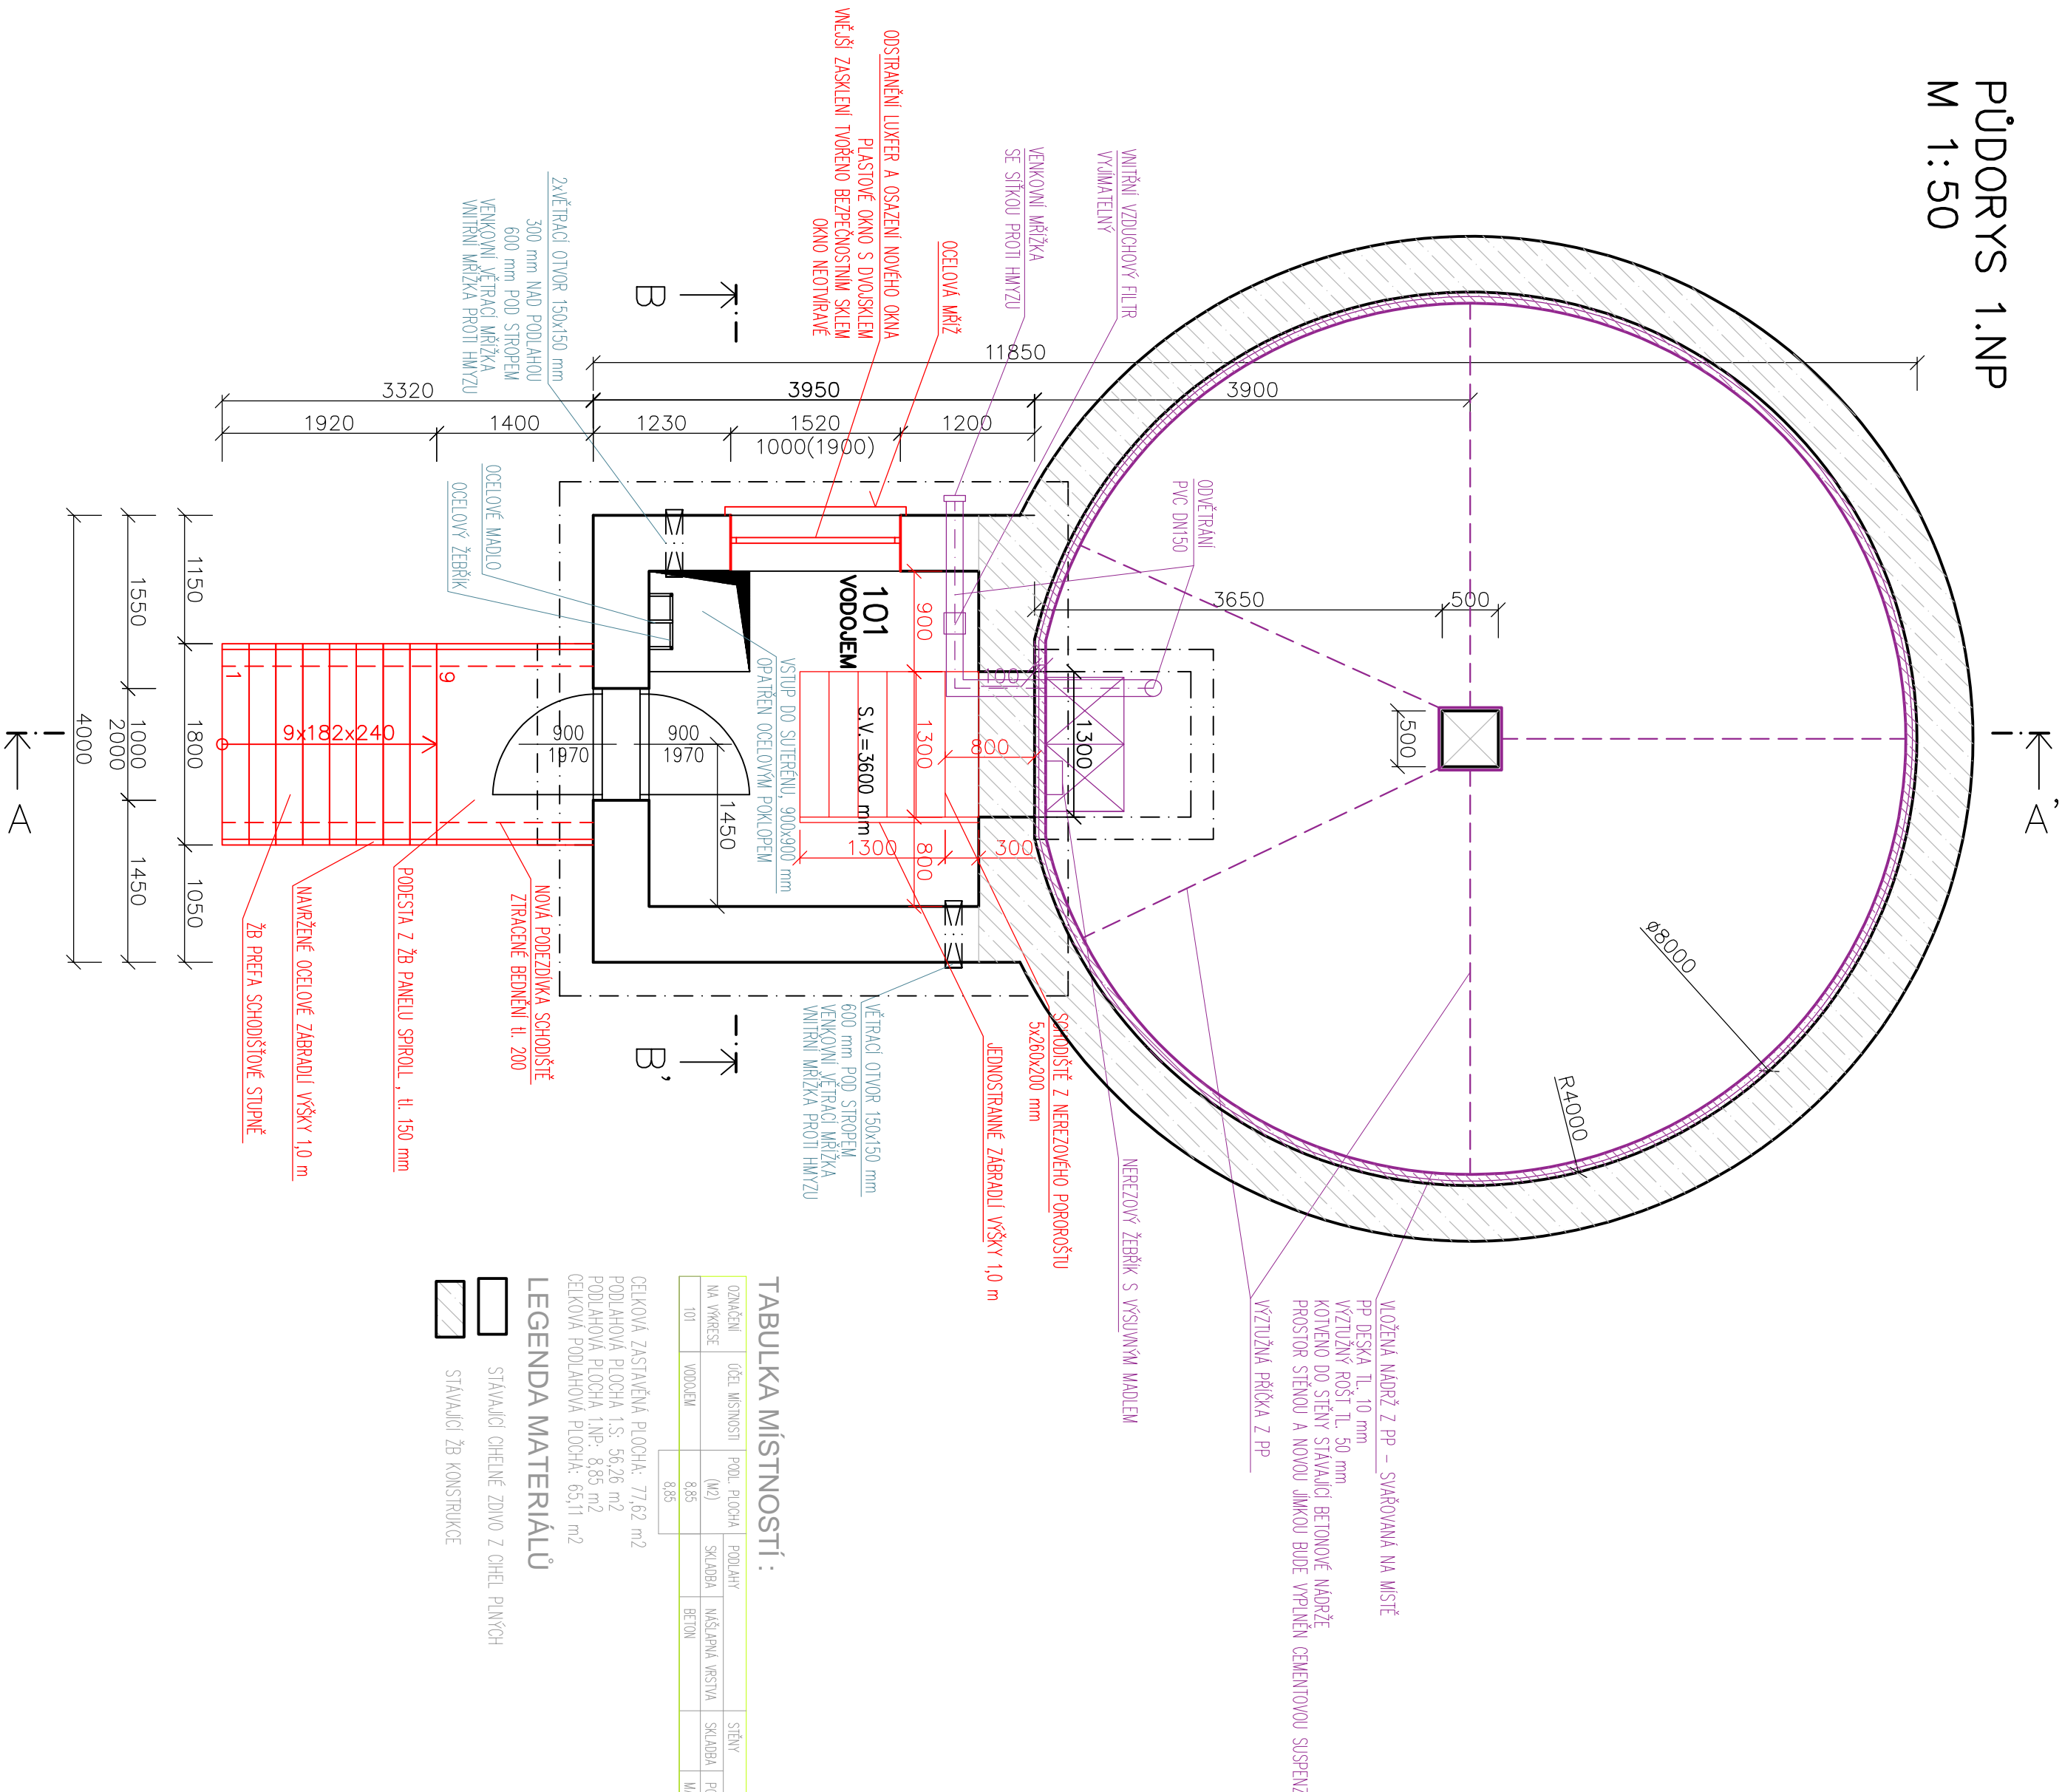 PŮDORYS 1.NP
M 1:50
VNITŘNÍ VZDUCHOVÝ FILTR
VYJÍMATELNÝ
VENKOVNÍ MŘÍŽKA
SE SÍŤKOU PROTI HMYZU
OCELOVÁ MŘÍŽ
ODSTRANĚNÍ LUXFER A OSAZENÍ NOVÉHO OKNA
PLASTOVÉ OKNO S DVOJSKLEM
VNĚJŠÍ ZASKLENÍ TVOŘENO BEZPEČNOSTNÍM SKLEM
OKNO NEOTVÍRAVÉ
2xVĚTRACÍ OTVOR 150x150 mm
300 mm NAD PODLAHOU
600 mm POD STROPEM
VENKOVNÍ VĚTRACÍ MŘÍŽKA
VNITŘNÍ MŘÍŽKA PROTI HMYZU
B
11850
3320
3950
3900
1920
1400
1230
1520
1000(1900)
1200
OCELOVÉ MADLO
OCELOVÝ ŽEBŘÍK
ODVĚTRÁNÍ
PVC DN150
3650
500
500
101
VODOJEM
S.V.=3600 mm
900
1300
800
800
1300
300
100
1300
VSTUP DO SUTERÉNU, 900x900 mm
OPATŘEN OCELOVÝM POKLOPEM
900
1970
900
1970
1450
1
9
9x182x240
1150
1800
1050
1550
1000
2000
1450
4000
A
A'
B'
ø8000
R4000
NOVÁ PODEZDÍVKA SCHODIŠTĚ
ZTRACENÉ BEDNĚNÍ tl. 200
PODESTA Z ŽB PANELU SPIROLL , tl. 150 mm
NAVRŽENÉ OCELOVÉ ZÁBRADLÍ VÝŠKY 1,0 m
ŽB PREFA SCHODIŠŤOVÉ STUPNĚ
SCHODIŠTĚ Z NEREZOVÉHO POROROŠTU
5x260x200 mm
JEDNOSTRANNÉ ZÁBRADLÍ VÝŠKY 1,0 m
VĚTRACÍ OTVOR 150x150 mm
600 mm POD STROPEM
VENKOVNÍ VĚTRACÍ MŘÍŽKA
VNITŘNÍ MŘÍŽKA PROTI HMYZU
NEREZOVÝ ŽEBŘÍK S VÝSUVNÝM MADLEM
VÝZTUŽNÁ PŘÍČKA Z PP
VLOŽENÁ NÁDRŽ Z PP – SVAŘOVANÁ NA MÍSTĚ
PP DESKA TL. 10 mm
VÝZTUŽNÝ ROŠT TL. 50 mm
KOTVENO DO STĚNY STÁVAJÍCÍ BETONOVÉ NÁDRŽE
PROSTOR STĚNOU A NOVOU JÍMKOU BUDE VYPLNĚN CEMENTOVOU
TABULKA MÍSTNOSTÍ :
OZNAČENÍ ÚČEL MÍSTNOSTI PODL. PLOCHA PODLAHY STĚNY
NA VÝKRESE (M2) SKLADBA NÁŠLAPNÁ VRSTVA SKLADBA
101 VODOJEM 8,85 BETON
8,85
CELKOVÁ ZASTAVĚNÁ PLOCHA: 77,62 m2
PODLAHOVÁ PLOCHA 1.S: 56,26 m2
PODLAHOVÁ PLOCHA 1.NP: 8,85 m2
CELKOVÁ PODLAHOVÁ PLOCHA: 65,11 m2
LEGENDA MATERIÁLŮ
STÁVAJÍCÍ CIHELNÉ ZDIVO Z CIHEL PLNÝCH
STÁVAJÍCÍ ŽB KONSTRUKCE